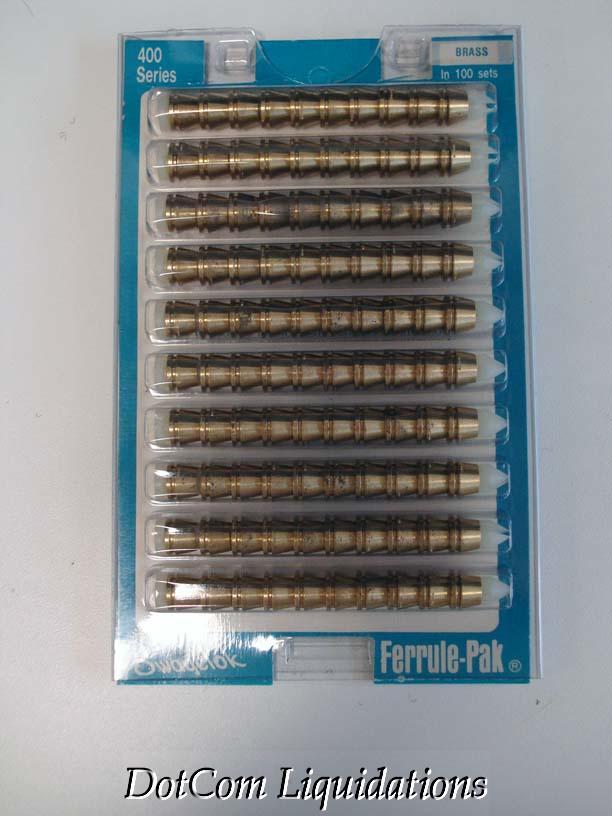 400
Series
BRASS
In 100 sets
Swagelok
Ferrule-Pak®
DotCom Liquidations